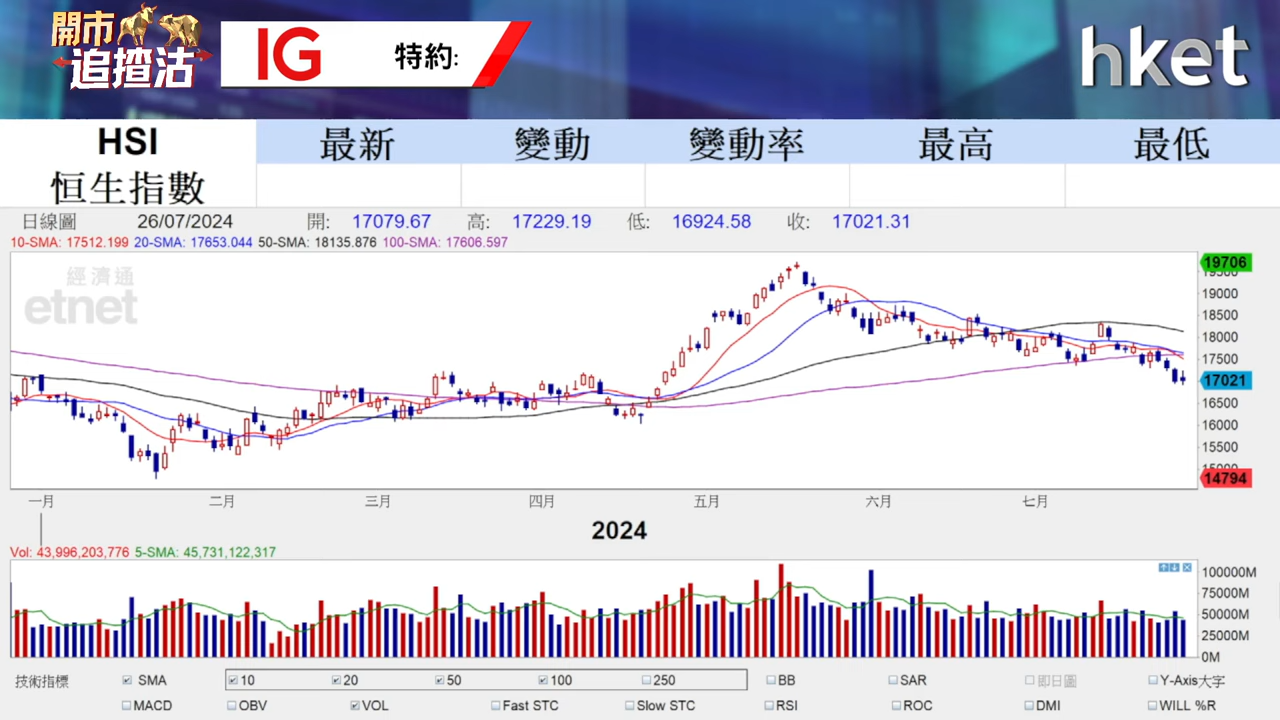 開市
追揸沽
IG 特約:
hket
HSI 最新 變動 變動率 最高 最低
恒生指數
日線圖 26/07/2024 開: 17079.67 高: 17229.19 低: 16924.58 收: 17021.31
10-SMA: 17512.199 20-SMA: 17653.044 50-SMA: 18135.876 100-SMA: 17606.597
經濟通
etnet
19706
19500
19000
18500
18000
17500
17021
16500
16000
15500
15000
14794
一月 二月 三月 四月 五月 六月 七月
2024
Vol: 43,996,203,776 5-SMA: 45,731,122,317
100000M
75000M
50000M
25000M
0M
技術指標 SMA 10 20 50 100 250 BB SAR 即日圖 Y-Axis大字
MACD OBV VOL Fast STC Slow STC RSI ROC DMI WILL %R